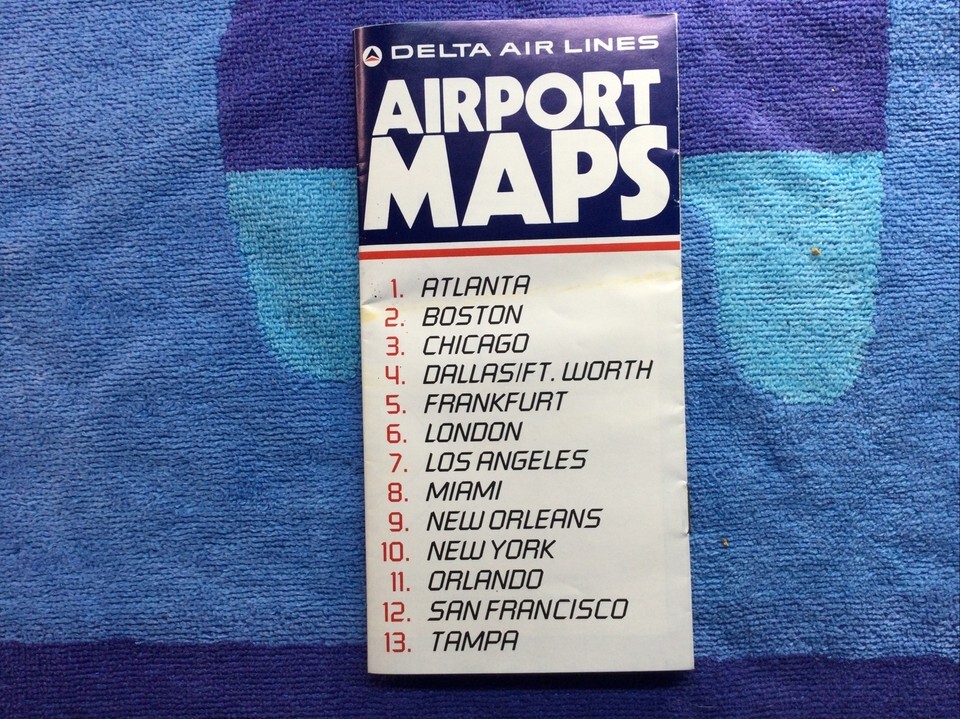 DELTA AIR LINES
AIRPORT
MAPS
1. ATLANTA
2. BOSTON
3. CHICAGO
4. DALLAS/FT. WORTH
5. FRANKFURT
6. LONDON
7. LOS ANGELES
8. MIAMI
9. NEW ORLEANS
10. NEW YORK
11. ORLANDO
12. SAN FRANCISCO
13. TAMPA